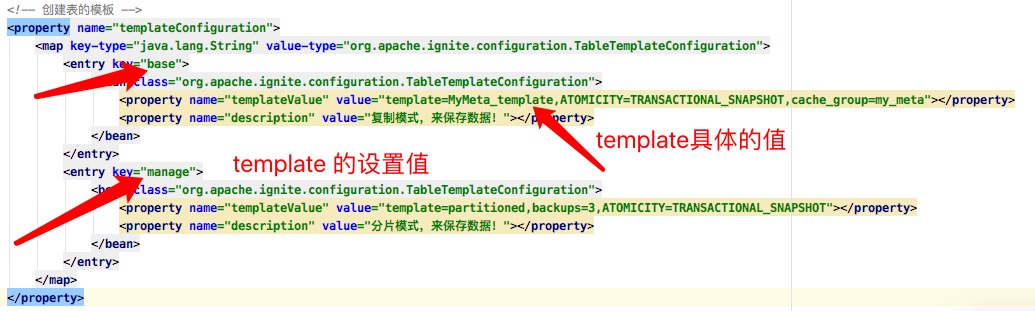 <!-- 创建表的模板 -->
<property name="templateConfiguration">
<map key-type="java.lang.String" value-type="org.apache.ignite.configuration.TableTemplateConfiguration">
<entry key="base">
class="org.apache.ignite.configuration.TableTemplateConfiguration">
<property name="templateValue" value="template=MyMeta_template,ATOMICITY=TRANSACTIONAL_SNAPSHOT,cache_group=my_meta"></property>
<property name="description" value="复制模式，来保存数据！"></property>
template具体的值
</bean>
</entry>
<entry key="manage">
template 的设置值
class="org.apache.ignite.configuration.TableTemplateConfiguration">
<property name="templateValue" value="template=partitioned,backups=3,ATOMICITY=TRANSACTIONAL_SNAPSHOT"></property>
<property name="description" value="分片模式，来保存数据！"></property>
</bean>
</entry>
</map>
</property>